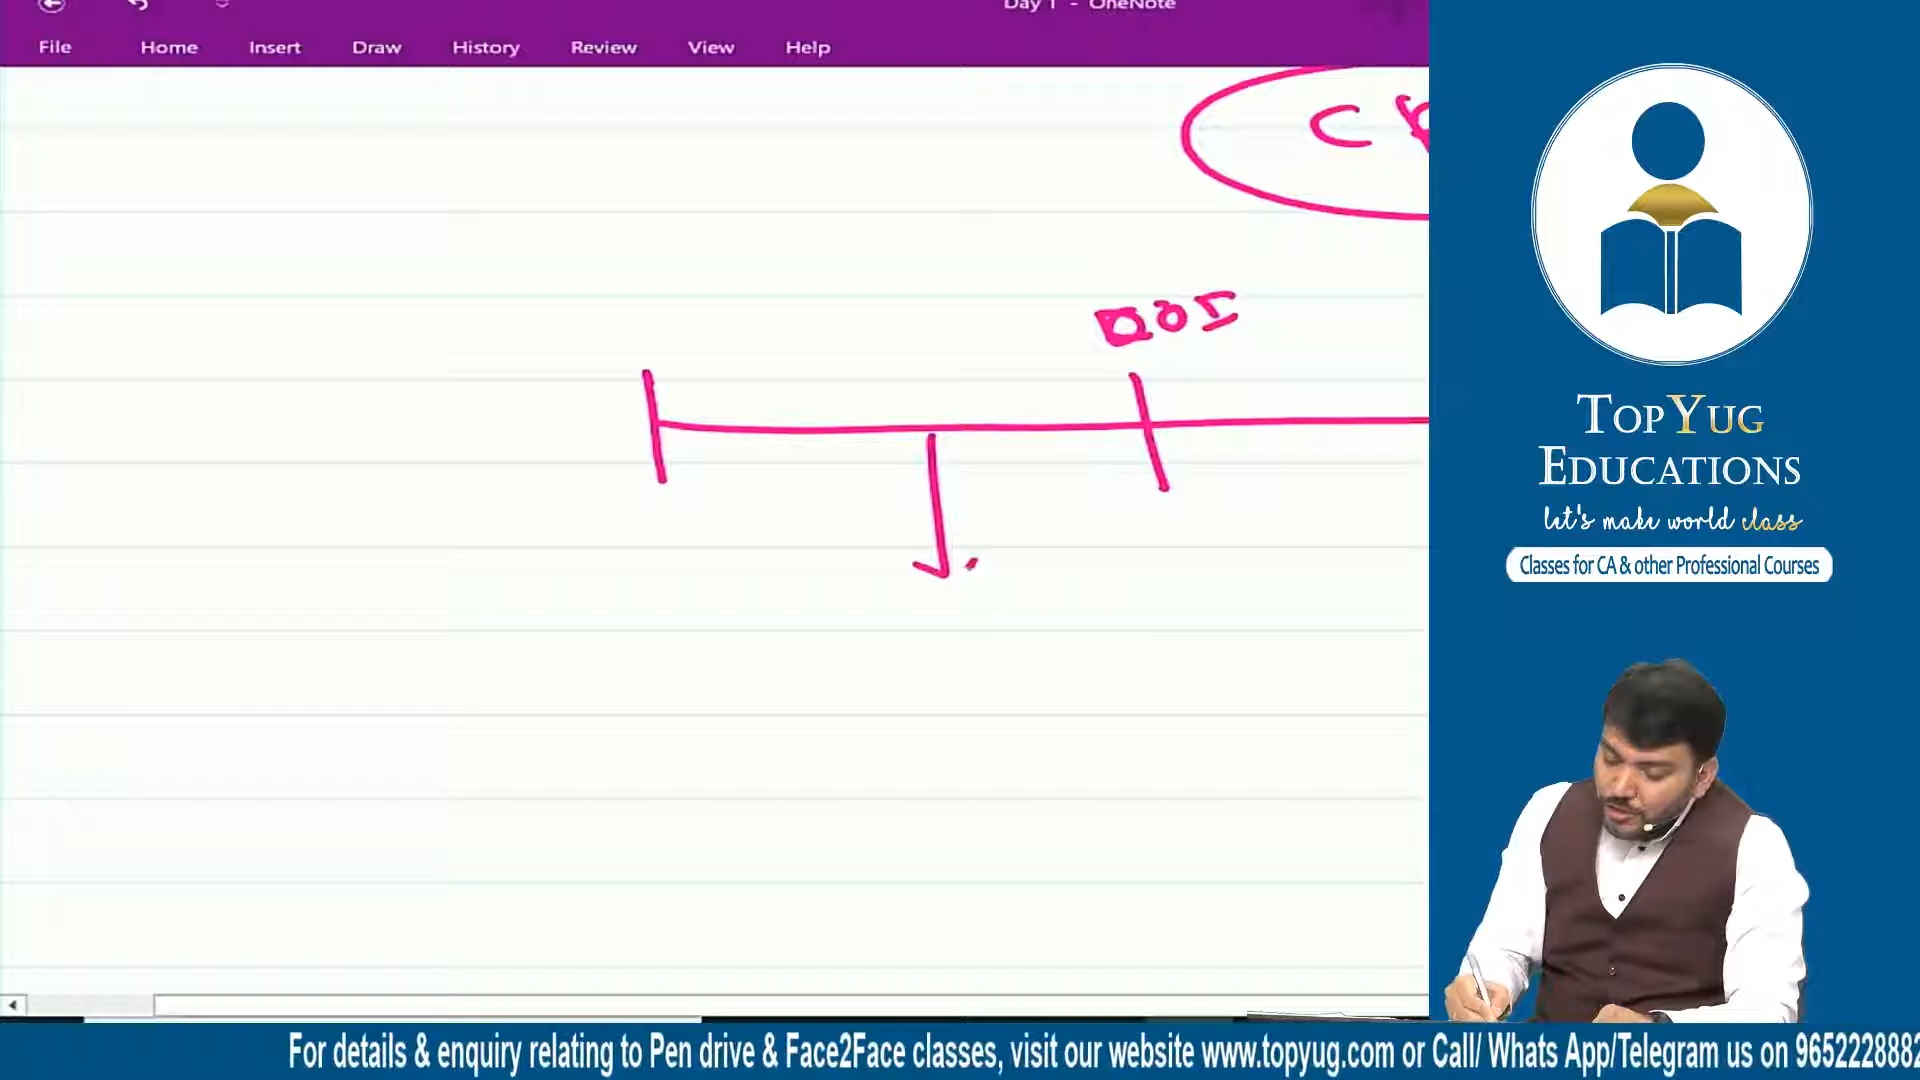 Day 1 - OneNote
File Home Insert Draw History Review View Help
C
DOI
TOPYUG
EDUCATIONS
let's make world class
Classes for CA & other Professional Courses
For details & enquiry relating to Pen drive & Face2Face classes, visit our website www.topyug.com or Call/ Whats App/Telegram us on 9652228882